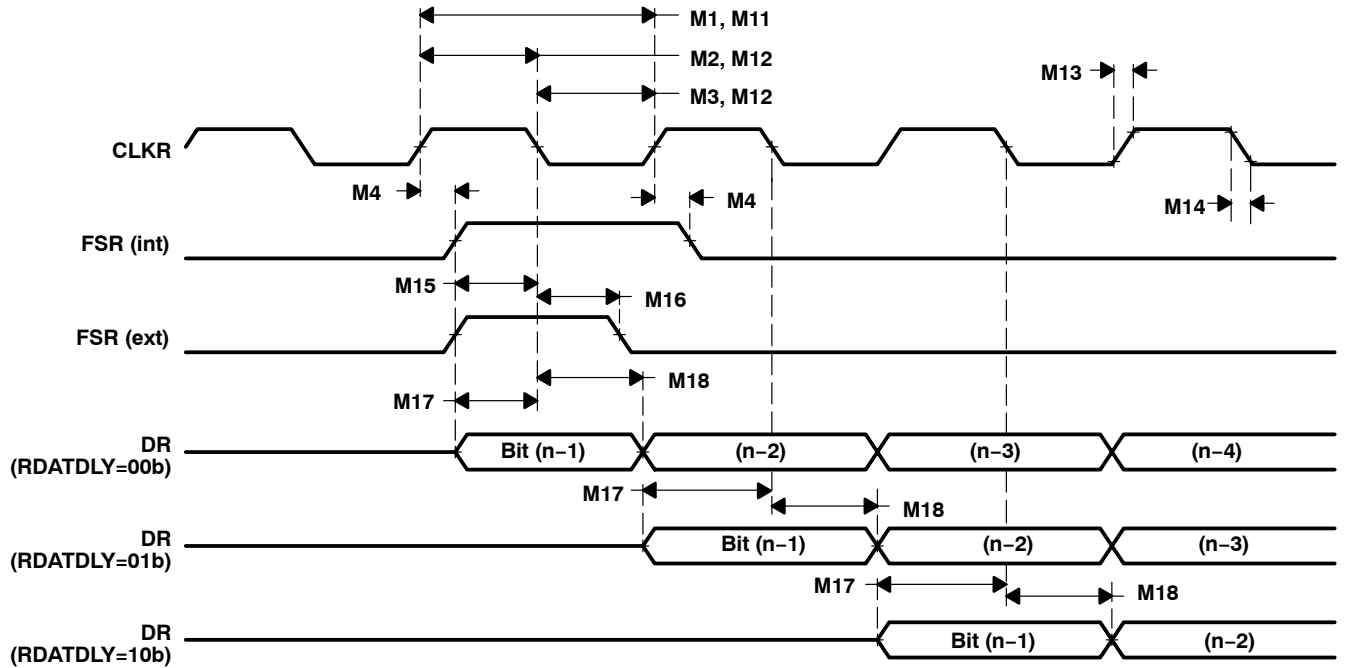 M1, M11
M2, M12
M13
M3, M12
CLKR
M4
M4
M14
FSR (int)
M15
M16
FSR (ext)
M18
M17
DR
(RDATDLY=00b)
Bit (n−1)
(n−2)
(n−3)
(n−4)
M17
M18
DR
(RDATDLY=01b)
Bit (n−1)
(n−2)
(n−3)
M17
M18
DR
(RDATDLY=10b)
Bit (n−1)
(n−2)